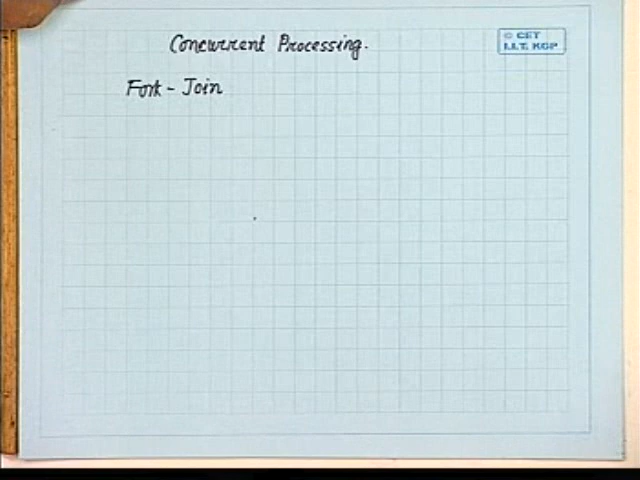 Concurrent Processing.
© CET
I.I.T. KGP
Fork - Join